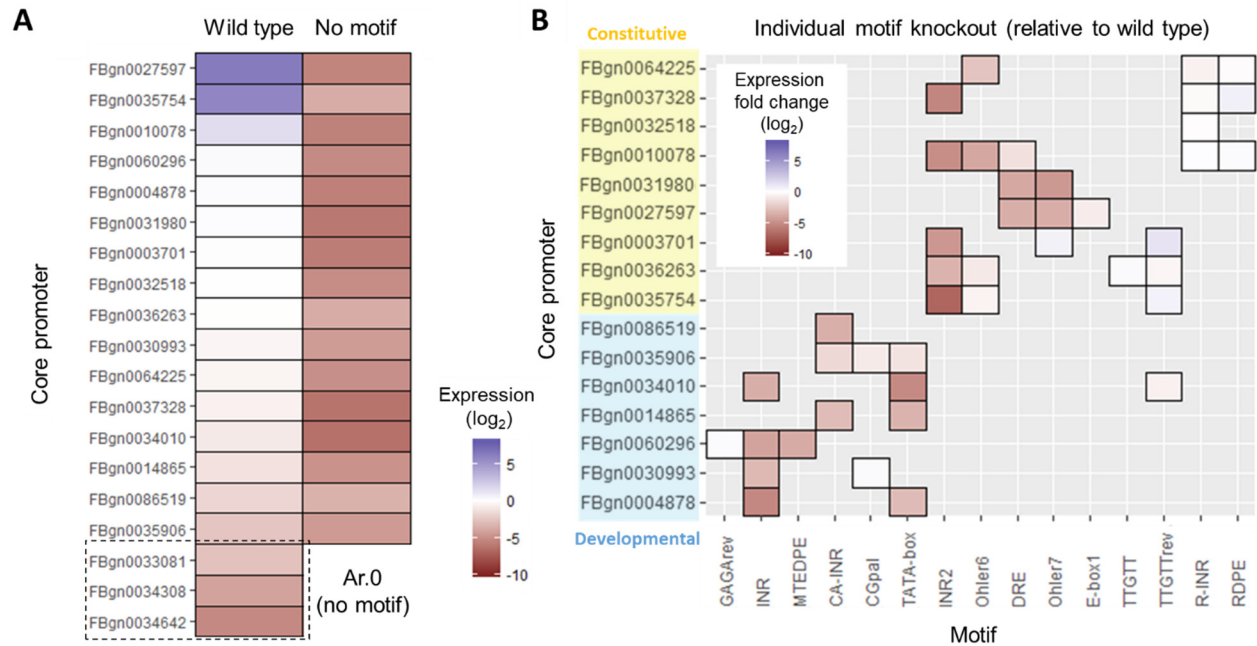 A
Wild type No motif
FBgn0027597
FBgn0035754
FBgn0010078
FBgn0060296
FBgn0004878
FBgn0031980
FBgn0003701
FBgn0032518
FBgn0036263
FBgn0030993
FBgn0064225
FBgn0037328
FBgn0034010
FBgn0014865
FBgn0086519
FBgn0035906
FBgn0033081
FBgn0034308
FBgn0034642
Core promoter
Ar.0
(no motif)
Expression
(log2)
5
0
-5
-10
B
Constitutive
Individual motif knockout (relative to wild type)
FBgn0064225
FBgn0037328
FBgn0032518
FBgn0010078
FBgn0031980
FBgn0027597
FBgn0003701
FBgn0036263
FBgn0035754
FBgn0086519
FBgn0035906
FBgn0034010
FBgn0014865
FBgn0060296
FBgn0030993
FBgn0004878
Developmental
Core promoter
Expression
fold change
(log2)
5
0
-5
-10
GAGArev
INR
MTEDPE
CA-INR
CGpal
TATA-box
INR2
Ohler6
DRE
Ohler7
E-box1
TTGTT
TTGTTrev
R-INR
RDPE
Motif